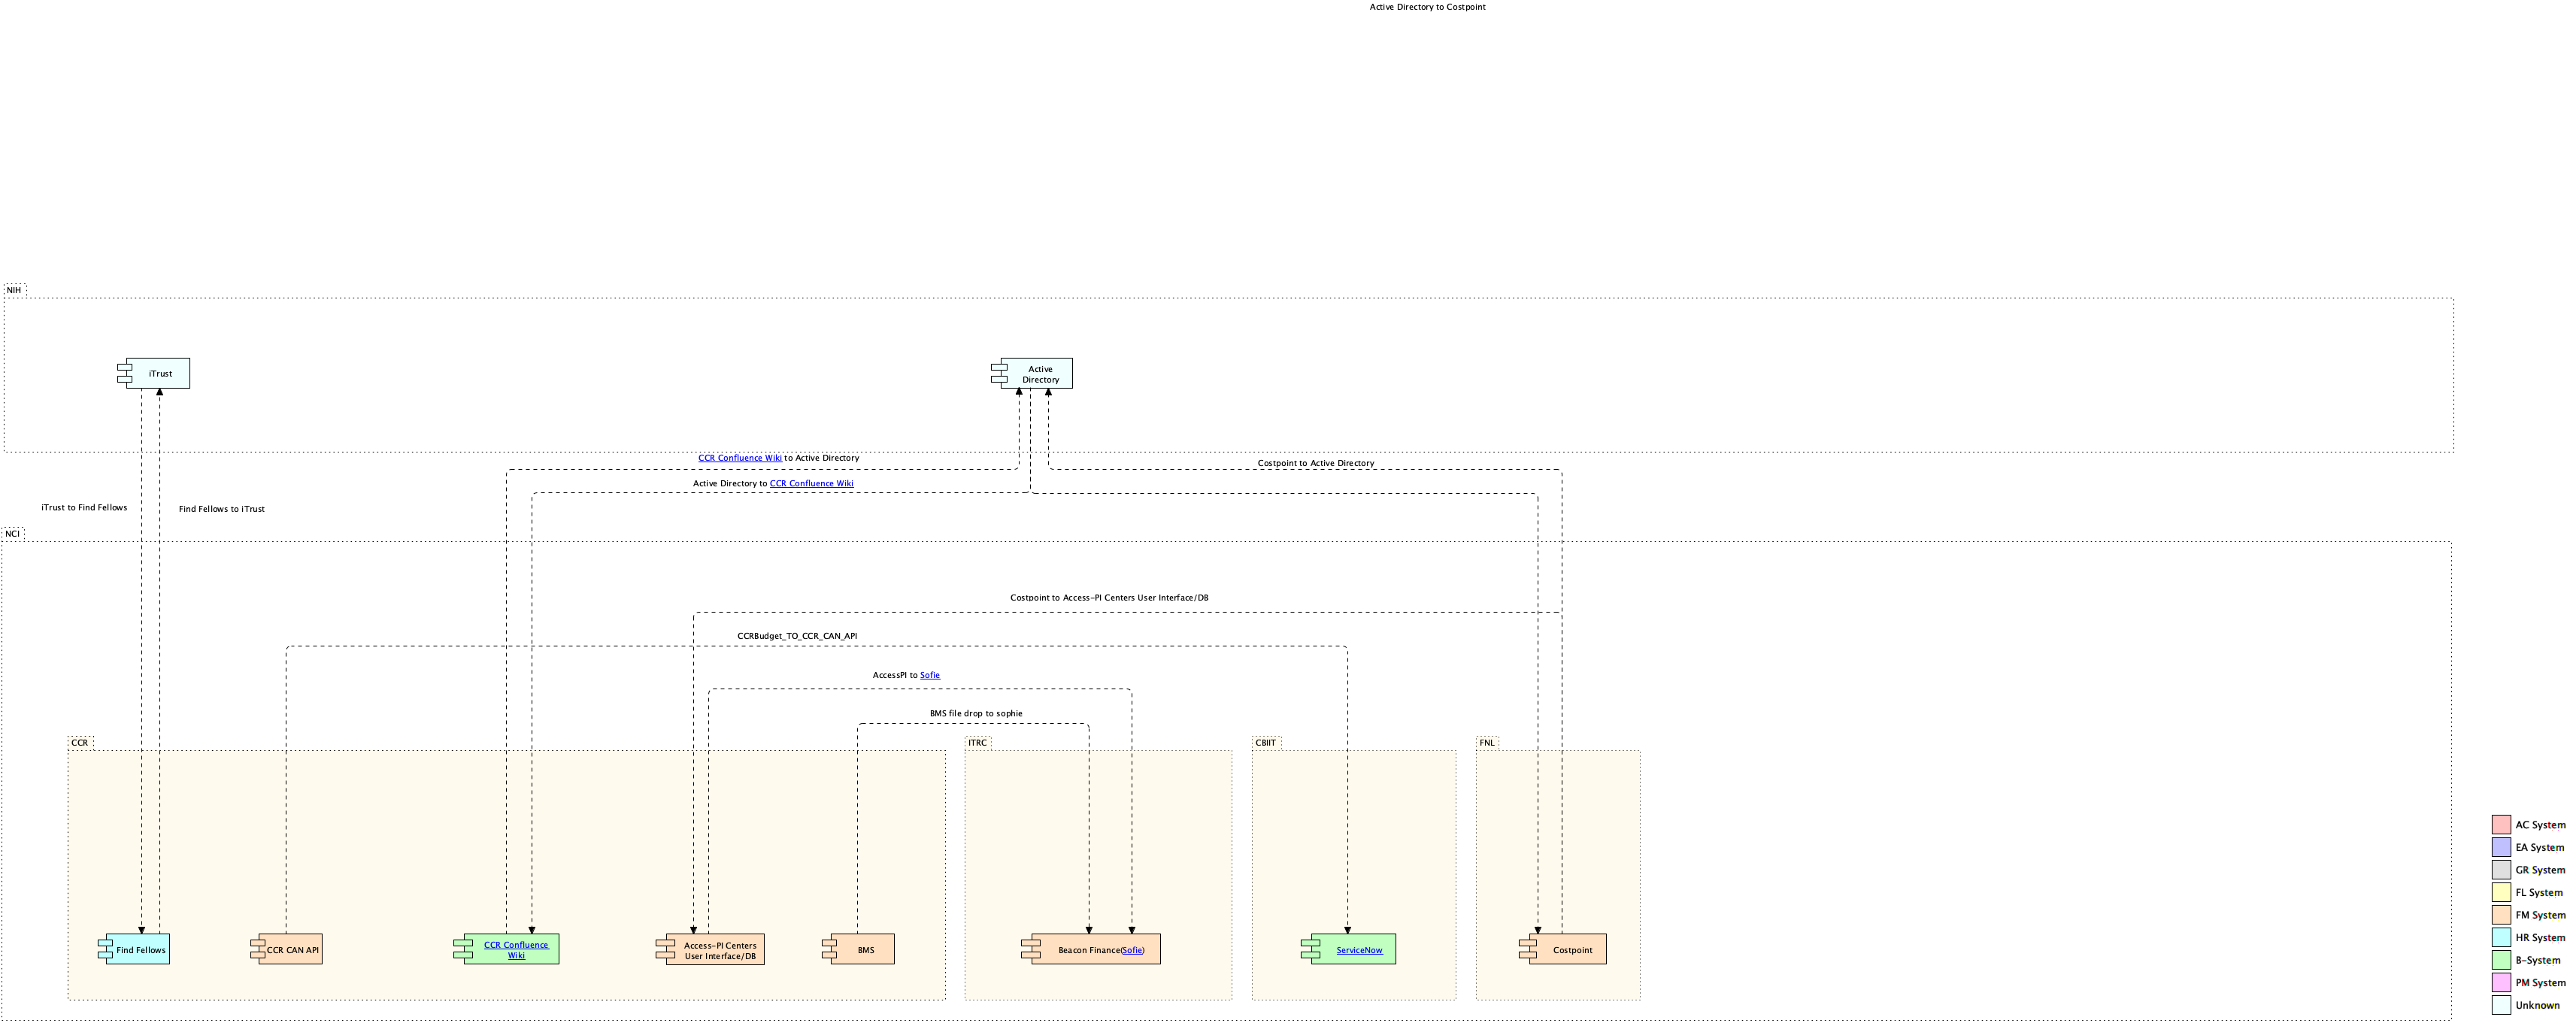 Active Directory to Costpoint
NIH
iTrust
Active
Directory
CCR Confluence Wiki to Active Directory
Costpoint to Active Directory
Active Directory to CCR Confluence Wiki
iTrust to Find Fellows
Find Fellows to iTrust
NCI
Costpoint to Access-PI Centers User Interface/DB
CCRBudget_TO_CCR_CAN_API
AccessPI to Sofie
BMS file drop to sophie
CCR
ITRC
CBIIT
FNL
Find Fellows
CCR CAN API
CCR Confluence
Wiki
Access-PI Centers
User Interface/DB
BMS
Beacon Finance(Sofie)
ServiceNow
Costpoint
AC System
EA System
GR System
FL System
FM System
HR System
B-System
PM System
Unknown